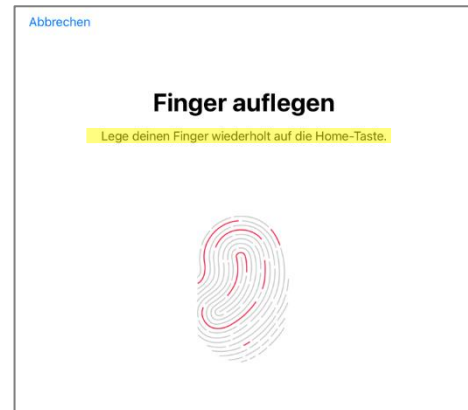 Abbrechen
Finger auflegen
Lege deinen Finger wiederholt auf die Home-Taste.